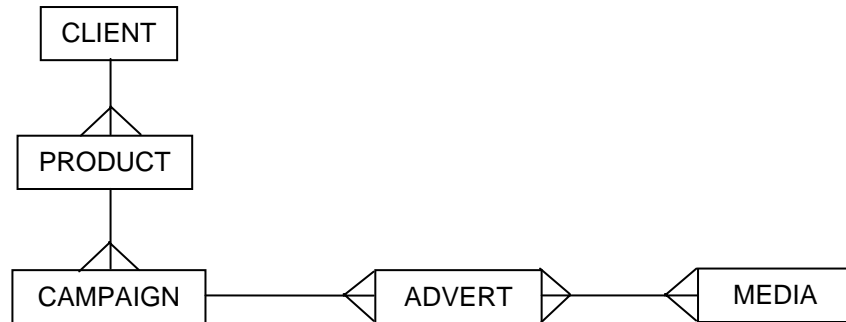 CLIENT
PRODUCT
CAMPAIGN
ADVERT
MEDIA